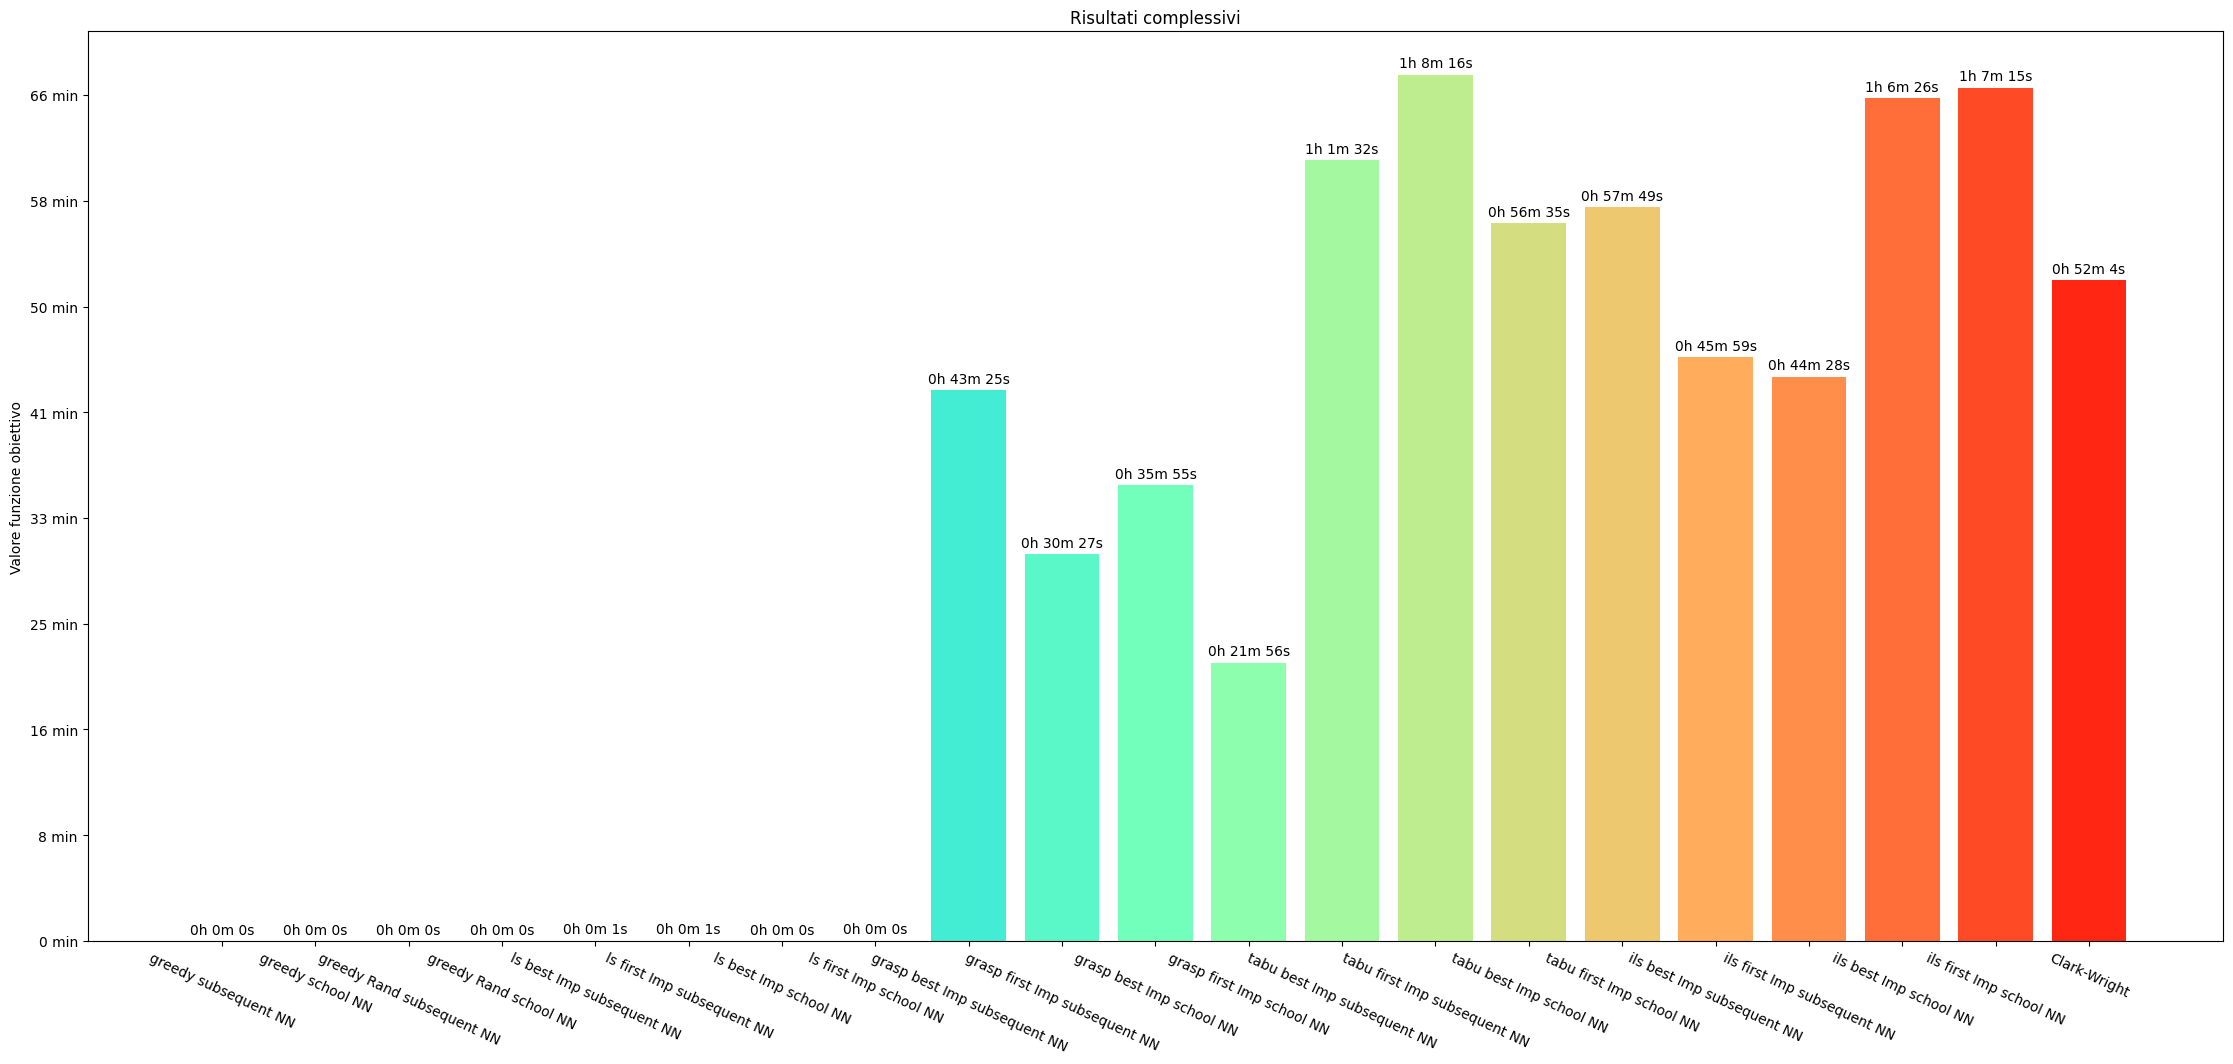 Risultati complessivi
Valore funzione obiettivo
66 min
58 min
50 min
41 min
33 min
25 min
16 min
8 min
0 min
0h 0m 0s
0h 0m 0s
0h 0m 0s
0h 0m 0s
0h 0m 1s
0h 0m 1s
0h 0m 0s
0h 0m 0s
0h 43m 25s
0h 30m 27s
0h 35m 55s
0h 21m 56s
1h 1m 32s
1h 8m 16s
0h 56m 35s
0h 57m 49s
0h 45m 59s
0h 44m 28s
1h 6m 26s
1h 7m 15s
0h 52m 4s
greedy subsequent NN
greedy school NN
greedy Rand subsequent NN
greedy Rand school NN
ls best Imp subsequent NN
ls first Imp subsequent NN
ls best Imp school NN
ls first Imp school NN
grasp best Imp subsequent NN
grasp first Imp subsequent NN
grasp best Imp school NN
grasp first Imp school NN
tabu best Imp subsequent NN
tabu first Imp subsequent NN
tabu best Imp school NN
tabu first Imp school NN
ils best Imp subsequent NN
ils first Imp subsequent NN
ils best Imp school NN
ils first Imp school NN
Clark-Wright